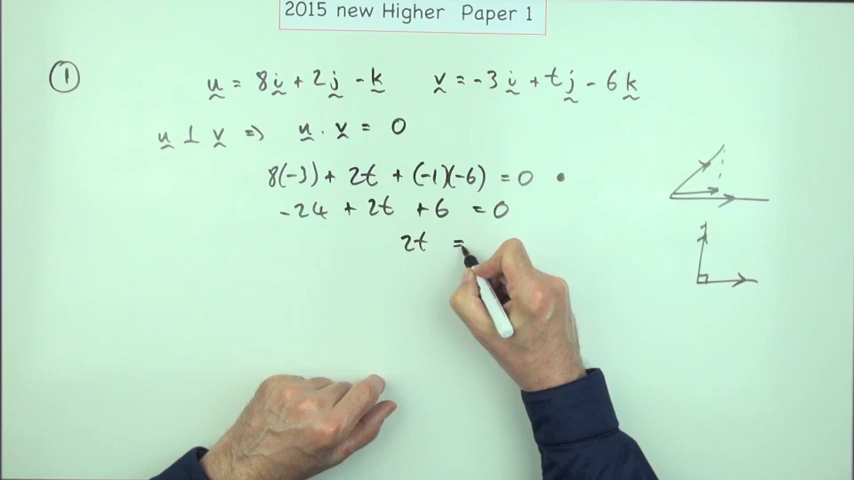 2015 new Higher Paper 1
① u = 8i + 2j - k v = -3i + tj - 6k
u ⊥ v ⇒ u . v = 0
8(-3) + 2t + (-1)(-6) = 0 •
-24 + 2t + 6 = 0
2t =